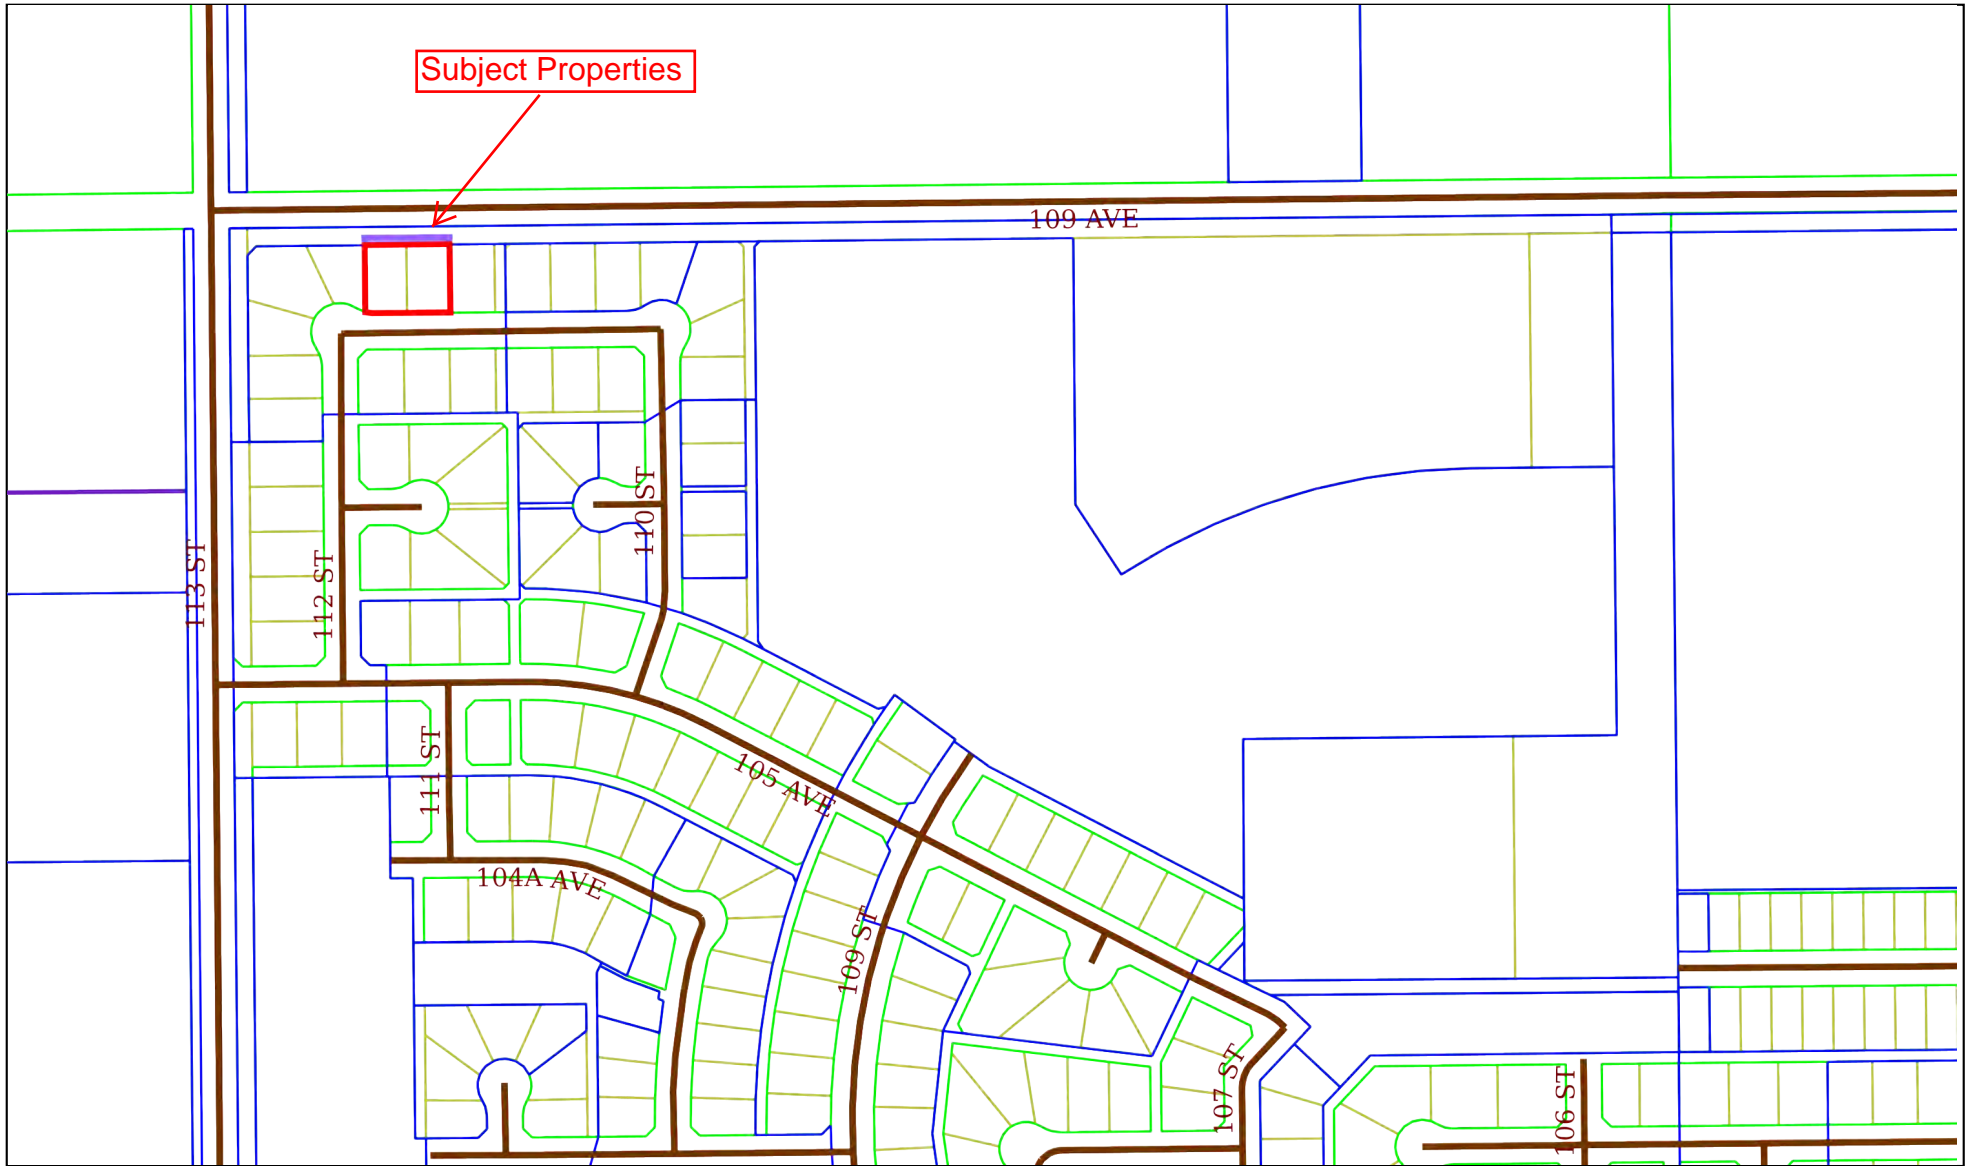 Subject Properties
109 AVE
110 ST
113 ST
112 ST
111 ST
105 AVE
104A AVE
109 ST
107 ST
106 ST